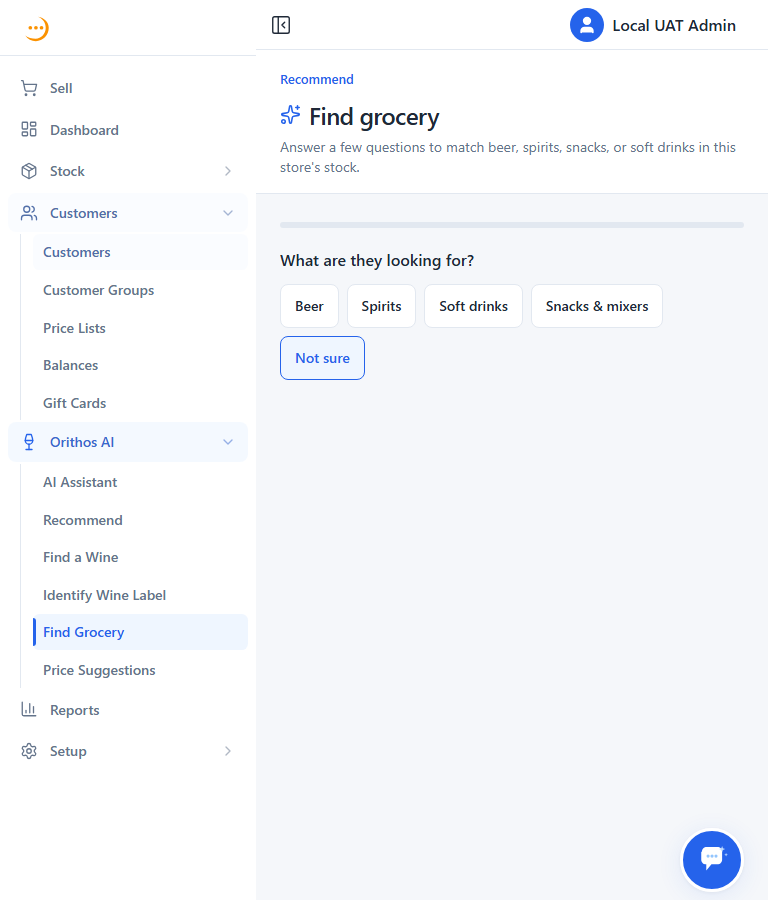 Local UAT Admin
Sell
Dashboard
Stock
Customers
Customers
Customer Groups
Price Lists
Balances
Gift Cards
Orithos AI
AI Assistant
Recommend
Find a Wine
Identify Wine Label
Find Grocery
Price Suggestions
Reports
Setup
Recommend
Find grocery
Answer a few questions to match beer, spirits, snacks, or soft drinks in this
store's stock.
What are they looking for?
Beer
Spirits
Soft drinks
Snacks & mixers
Not sure